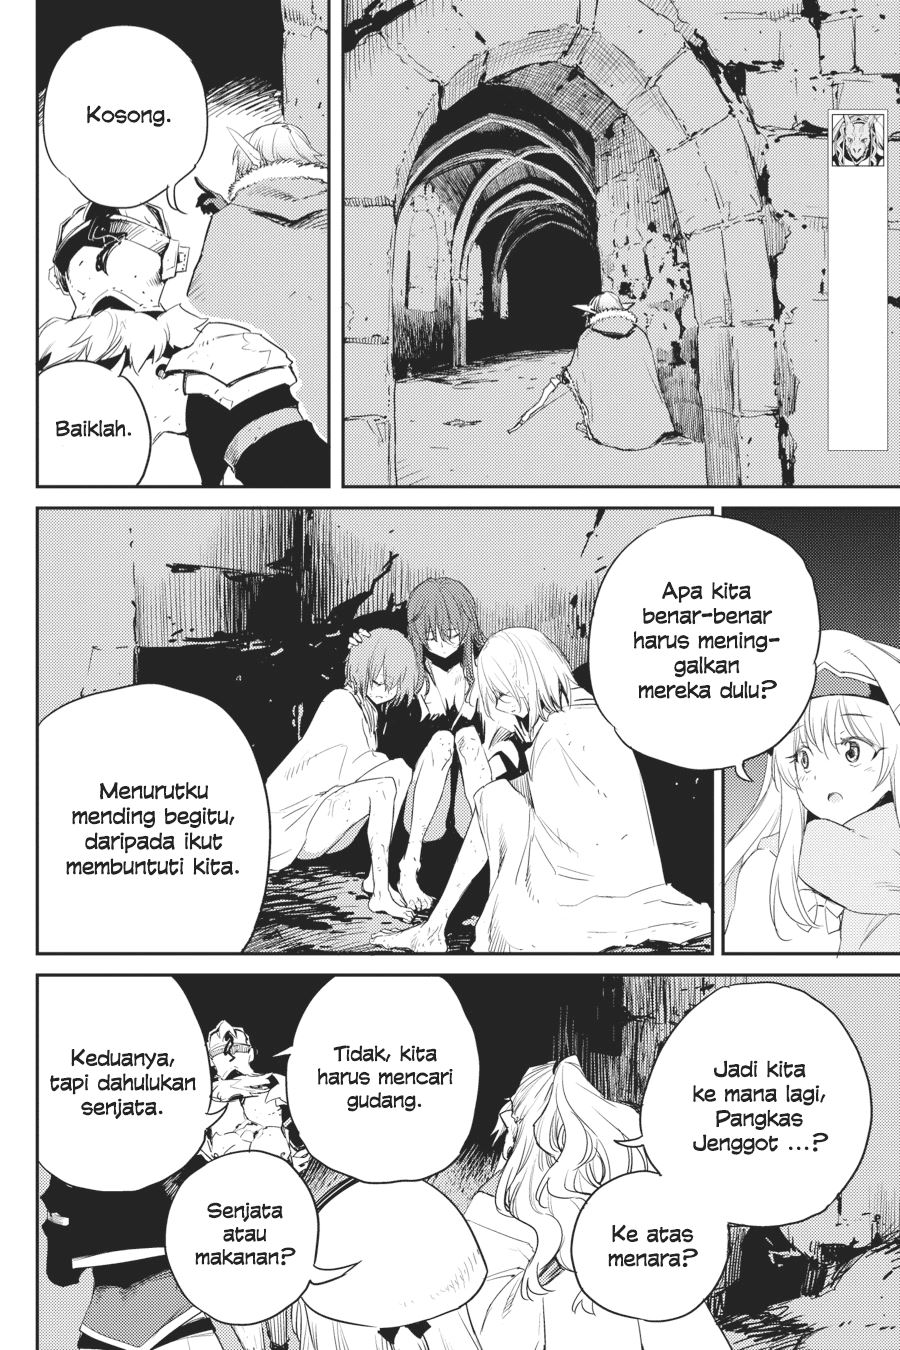 Kosong.
Baiklah.
Apa kita
benar-benar
harus mening-
galkan
mereka dulu?
Menurutku
mending begitu,
daripada ikut
membuntuti kita.
Jadi kita
ke mana lagi,
Pangkas
Jenggot ...?
Ke atas
menara?
Tidak, kita
harus mencari
gudang.
Senjata
atau
makanan?
Keduanya,
tapi dahulukan
senjata.